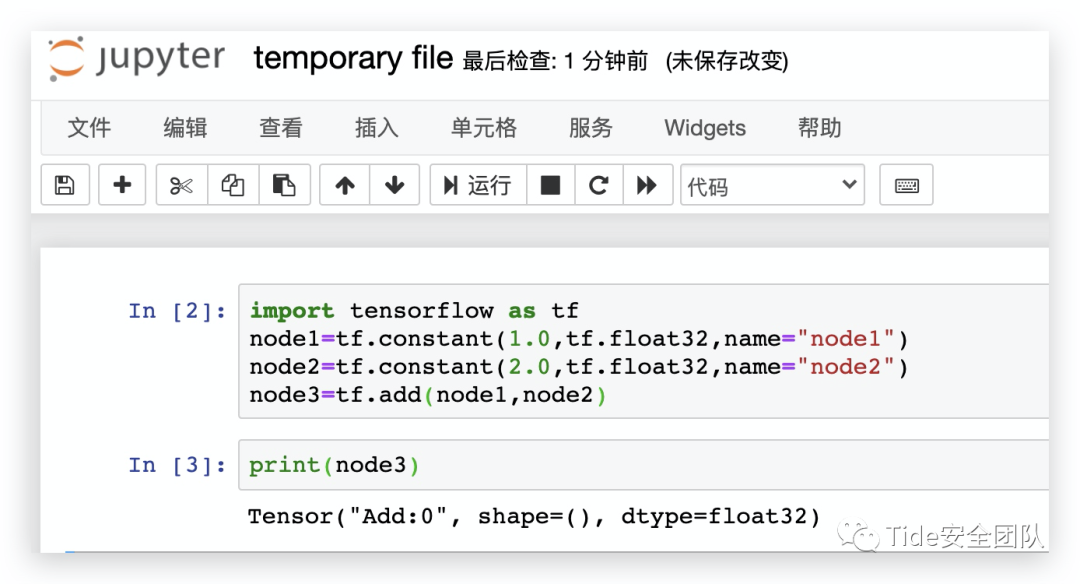 jupyter temporary file 最后检查: 1 分钟前 (未保存改变)
文件 编辑 查看 插入 单元格 服务 Widgets 帮助
运行 代码
In [2]: import tensorflow as tf
node1=tf.constant(1.0,tf.float32,name="node1")
node2=tf.constant(2.0,tf.float32,name="node2")
node3=tf.add(node1,node2)
In [3]: print(node3)
Tensor("Add:0", shape=(), dtype=float32)
Tide安全团队